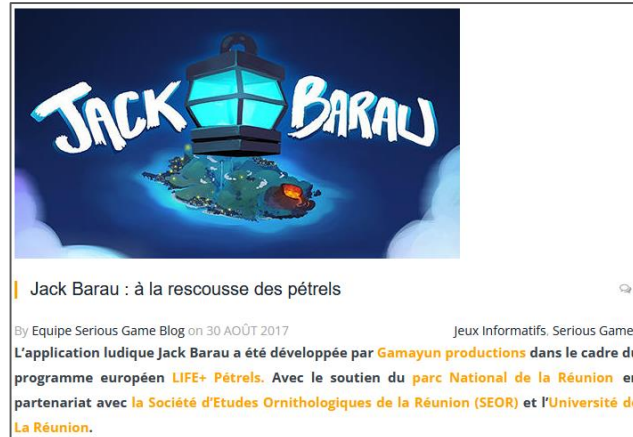 JACK BARAU
Jack Barau : à la rescousse des pétrels
By Equipe Serious Game Blog on 30 AOÛT 2017 Jeux Informatifs, Serious Game
L'application ludique Jack Barau a été développée par Gamayun productions dans le cadre du
programme européen LIFE+ Pétrels. Avec le soutien du parc National de la Réunion en
partenariat avec la Société d'Etudes Ornithologiques de la Réunion (SEOR) et l'Université de
La Réunion.